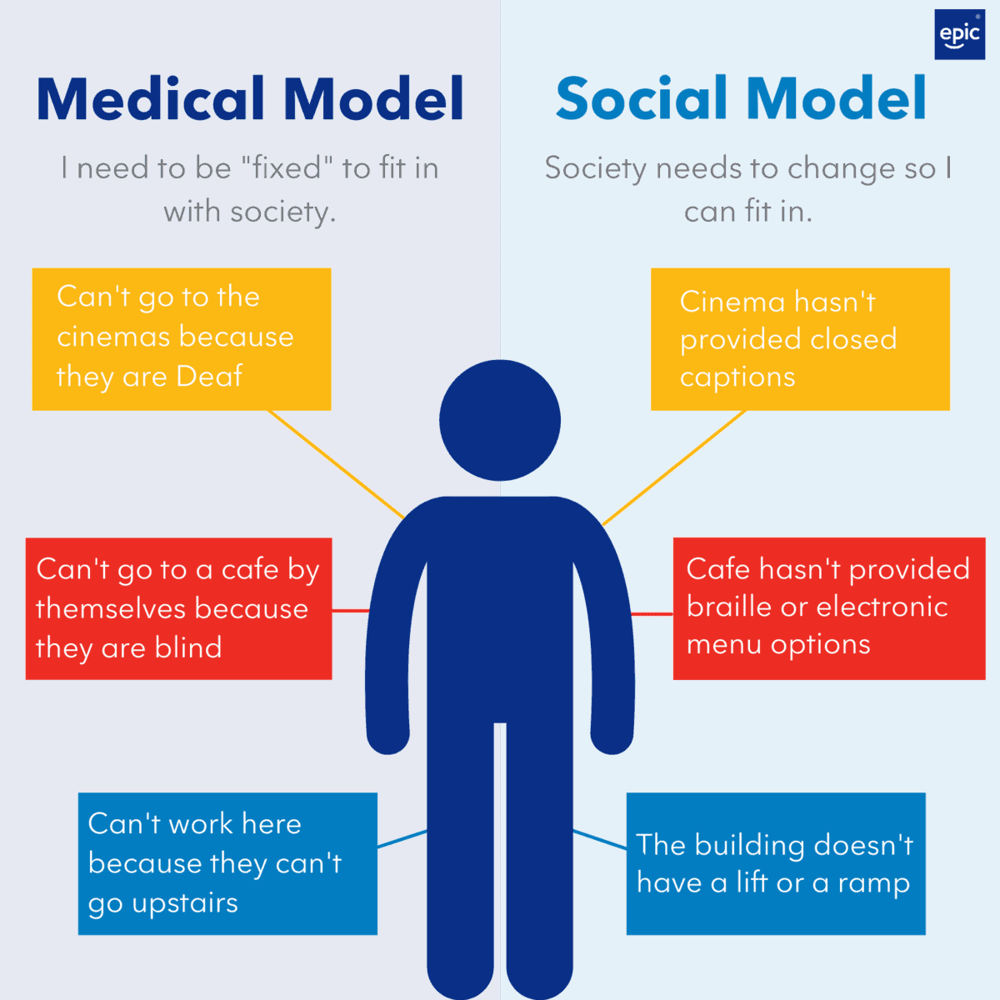 epic®
Medical Model
I need to be "fixed" to fit in
with society.
Can't go to the
cinemas because
they are Deaf
Can't go to a cafe by
themselves because
they are blind
Can't work here
because they can't
go upstairs
Social Model
Society needs to change so I
can fit in.
Cinema hasn't
provided closed
captions
Cafe hasn't provided
braille or electronic
menu options
The building doesn't
have a lift or a ramp